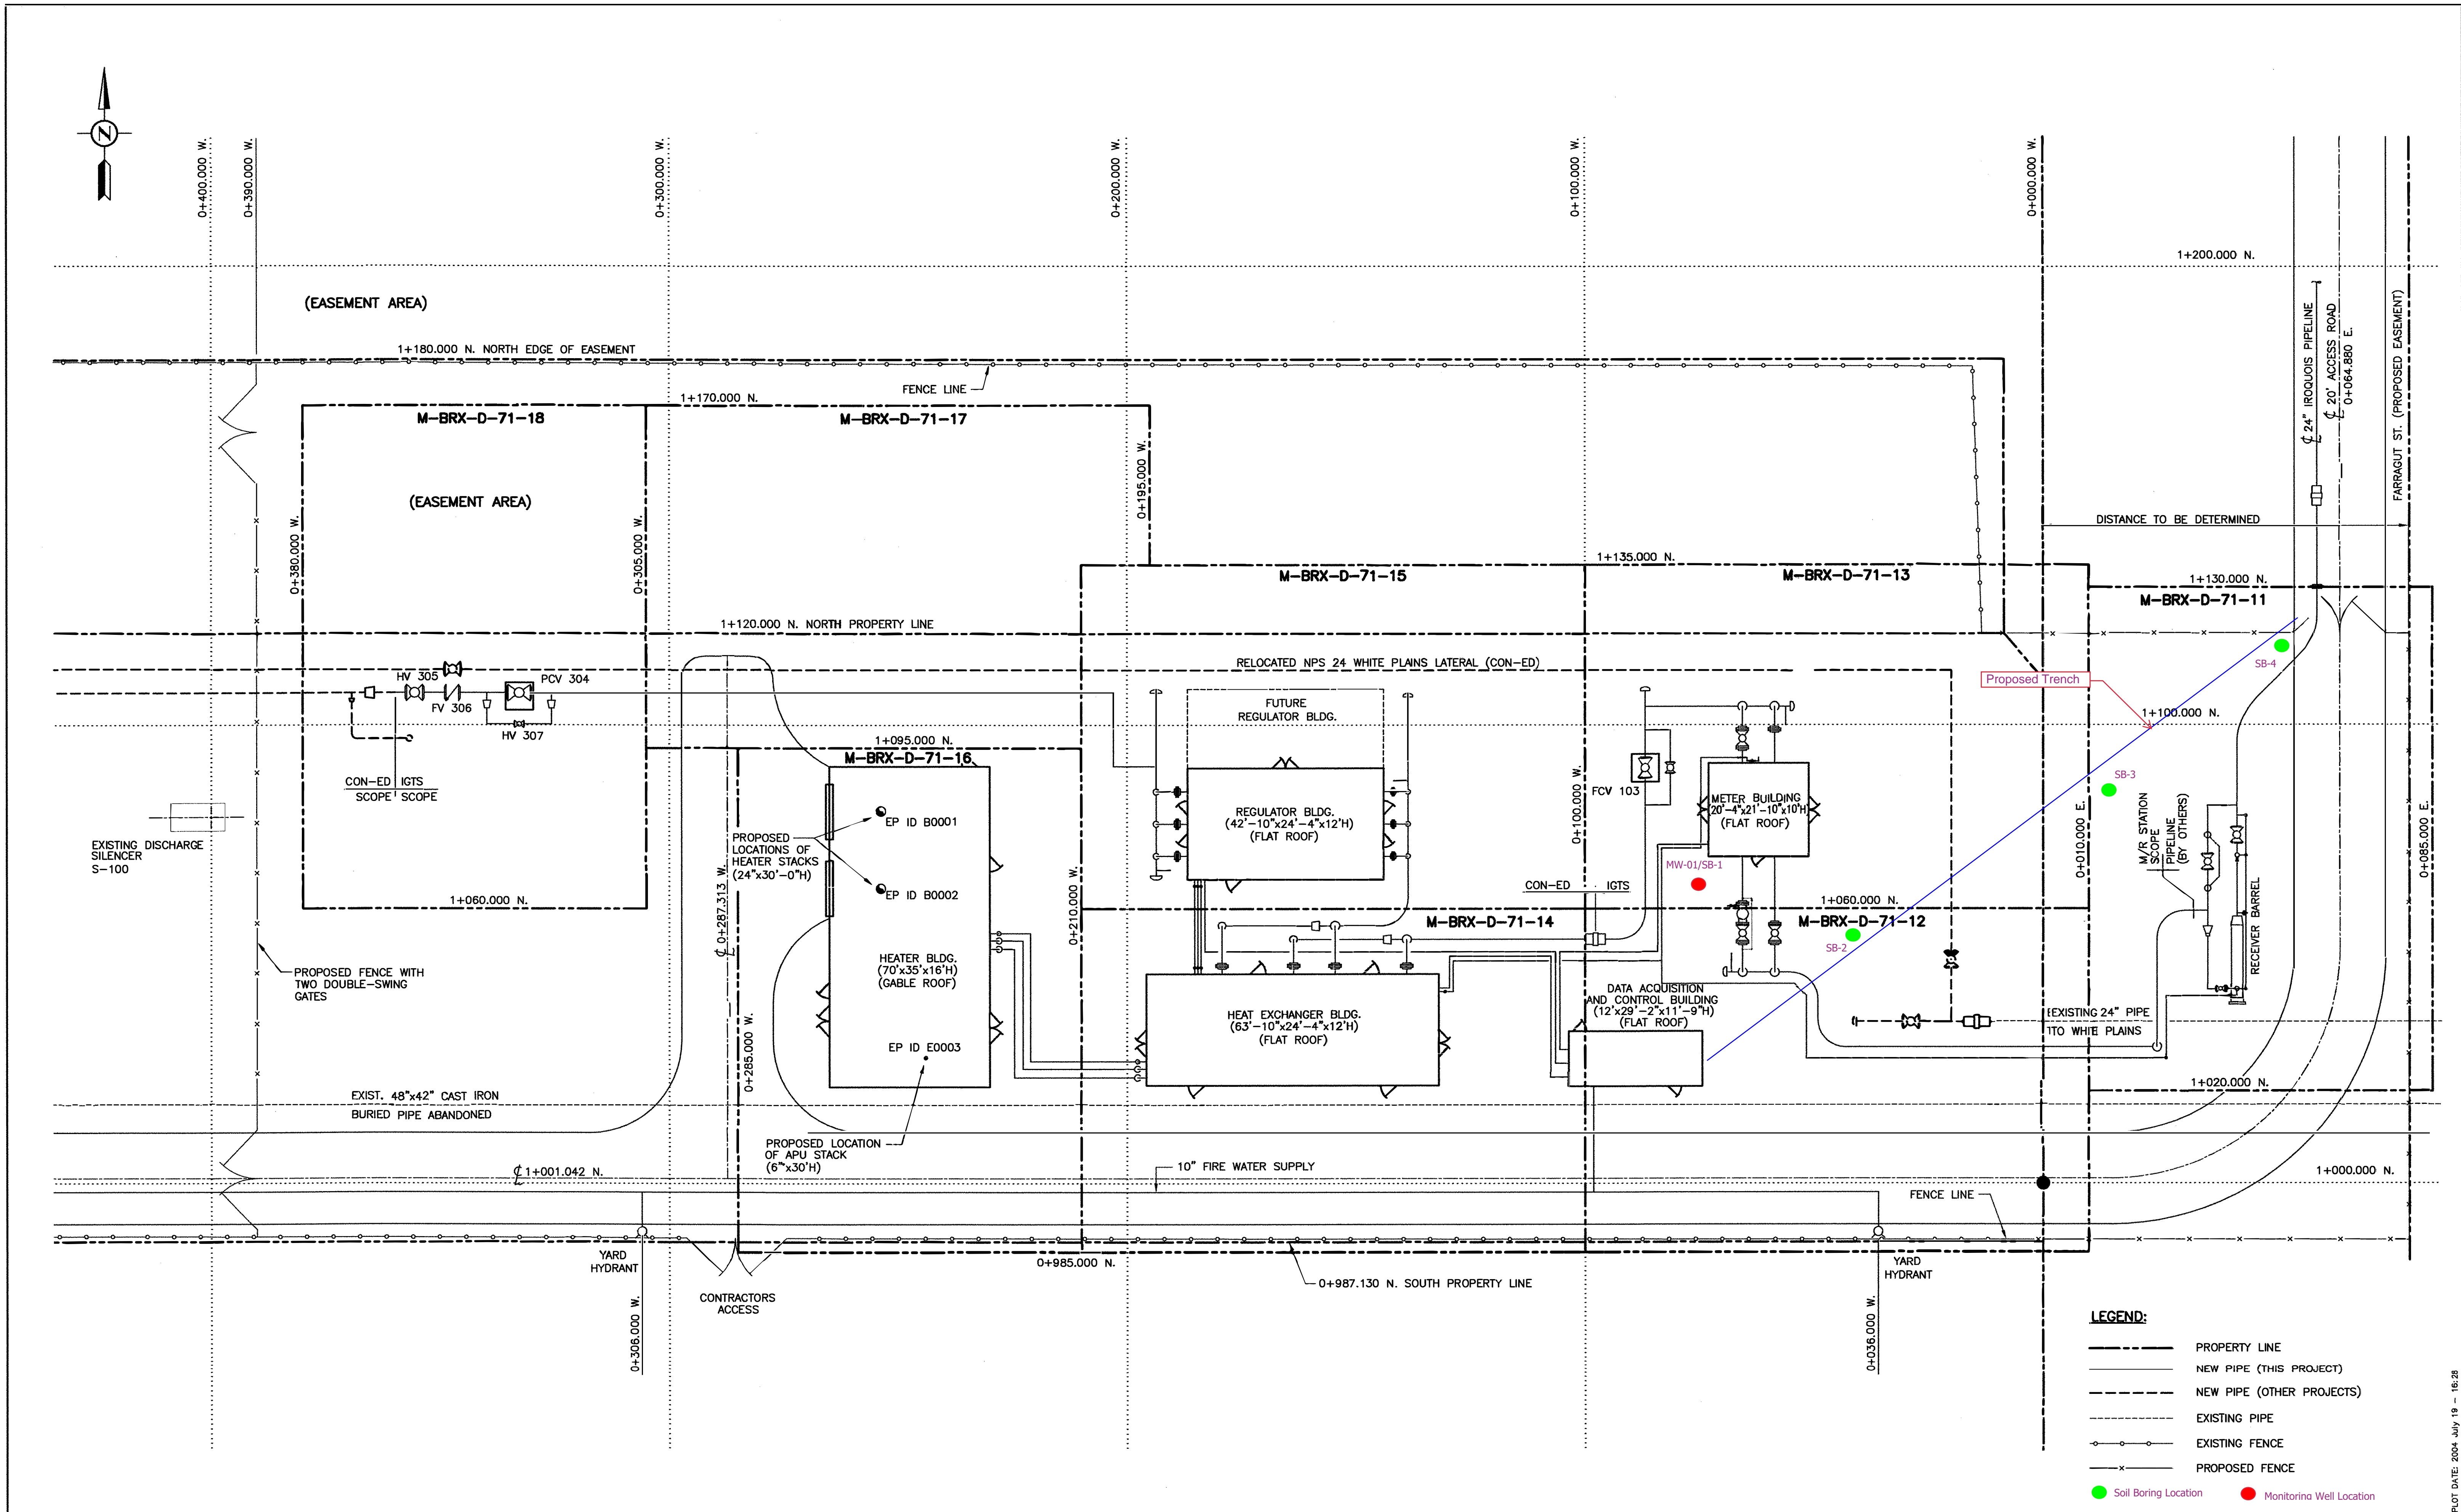 N
0+400.000 W.
0+390.000 W.
0+300.000 W.
0+200.000 W.
0+100.000 W.
0+000.000 W.
1+200.000 N.
(EASEMENT AREA)
1+180.000 N. NORTH EDGE OF EASEMENT
FENCE LINE
1+170.000 N.
M-BRX-D-71-18
M-BRX-D-71-17
(EASEMENT AREA)
0+380.000 W.
0+305.000 W.
0+195.000 W.
℄ 24" IROQUOIS PIPELINE
℄ 20' ACCESS ROAD
0+064.880 E.
FARRAGUT ST. (PROPOSED EASEMENT)
DISTANCE TO BE DETERMINED
1+135.000 N.
M-BRX-D-71-15
M-BRX-D-71-13
1+130.000 N.
M-BRX-D-71-11
1+120.000 N. NORTH PROPERTY LINE
RELOCATED NPS 24 WHITE PLAINS LATERAL (CON-ED)
SB-4
Proposed Trench
HV 305
FV 306
PCV 304
HV 307
FUTURE
REGULATOR BLDG.
1+100.000 N.
1+095.000 N.
M-BRX-D-71-16
CON-ED IGTS
SCOPE SCOPE
FCV 103
0+100.000 W.
METER BUILDING
(20'-4"x21'-10"x10'H)
(FLAT ROOF)
SB-3
0+010.000 E.
M/R STATION
SCOPE
PIPELINE
(BY OTHERS)
0+085.000 E.
EXISTING DISCHARGE
SILENCER
S-100
PROPOSED
LOCATIONS OF
HEATER STACKS
(24"x30'-0"H)
EP ID B0001
EP ID B0002
REGULATOR BLDG.
(42'-10"x24'-4"x12'H)
(FLAT ROOF)
MW-01/SB-1
CON-ED IGTS
1+060.000 N.
1+060.000 N.
M-BRX-D-71-14
M-BRX-D-71-12
SB-2
RECEIVER BARREL
℄ 0+287.313 W.
0+210.000 W.
PROPOSED FENCE WITH
TWO DOUBLE-SWING
GATES
HEATER BLDG.
(70'x35'x16'H)
(GABLE ROOF)
HEAT EXCHANGER BLDG.
(63'-10"x24'-4"x12'H)
(FLAT ROOF)
DATA ACQUISITION
AND CONTROL BUILDING
(12'x29'-2"x11'-9"H)
(FLAT ROOF)
EXISTING 24" PIPE
TO WHITE PLAINS
0+285.000 W.
EP ID E0003
1+020.000 N.
EXIST. 48"x42" CAST IRON
BURIED PIPE ABANDONED
PROPOSED LOCATION
OF APU STACK
(6"x30'H)
℄ 1+001.042 N.
10" FIRE WATER SUPPLY
1+000.000 N.
FENCE LINE
YARD
HYDRANT
0+985.000 N.
0+987.130 N. SOUTH PROPERTY LINE
YARD
HYDRANT
CONTRACTORS
ACCESS
0+306.000 W.
0+036.000 W.
LEGEND:
PROPERTY LINE
NEW PIPE (THIS PROJECT)
NEW PIPE (OTHER PROJECTS)
EXISTING PIPE
EXISTING FENCE
PROPOSED FENCE
Soil Boring Location
Monitoring Well Location
PLOT DATE: 2004 July 19 - 16:28